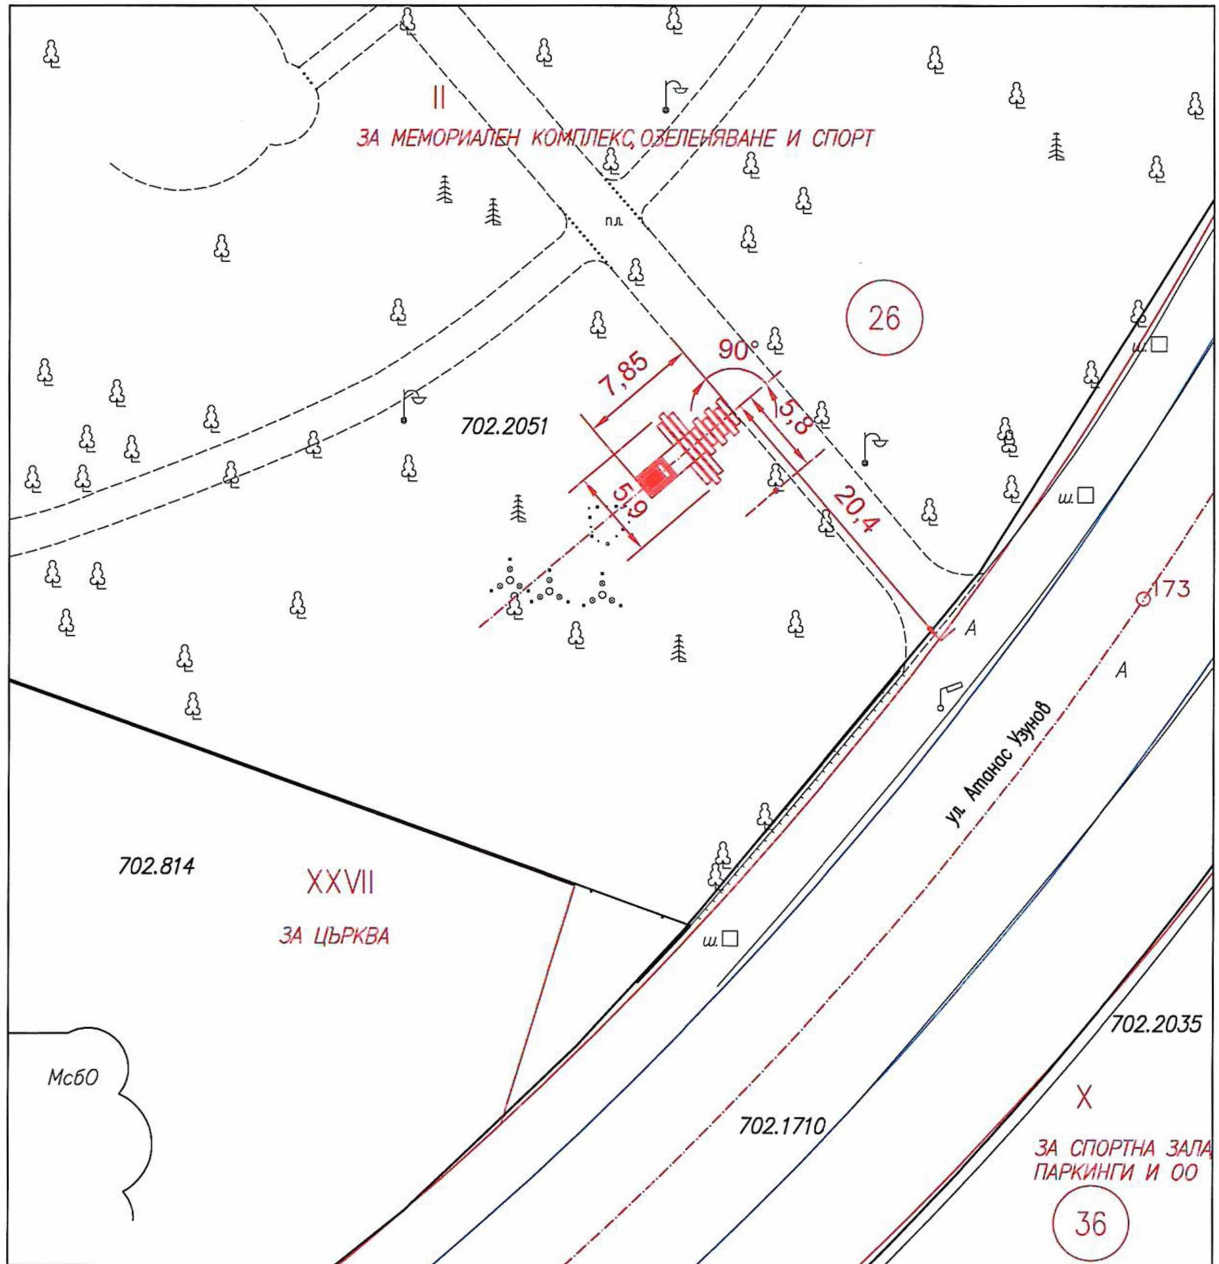 II
ЗА МЕМОРИАЛЕН КОМПЛЕКС, ОЗЕЛЕНЯВАНЕ И СПОРТ
пл.
26
ш.
90°
7,85
5,8
702.2051
20,4
5,9
ш.
173
А
А
ул. Атанас Узунов
702.814
XXVII
ЗА ЦЪРКВА
ш.
702.2035
МсбО
X
702.1710
ЗА СПОРТНА ЗАЛА,
ПАРКИНГИ И ОО
36